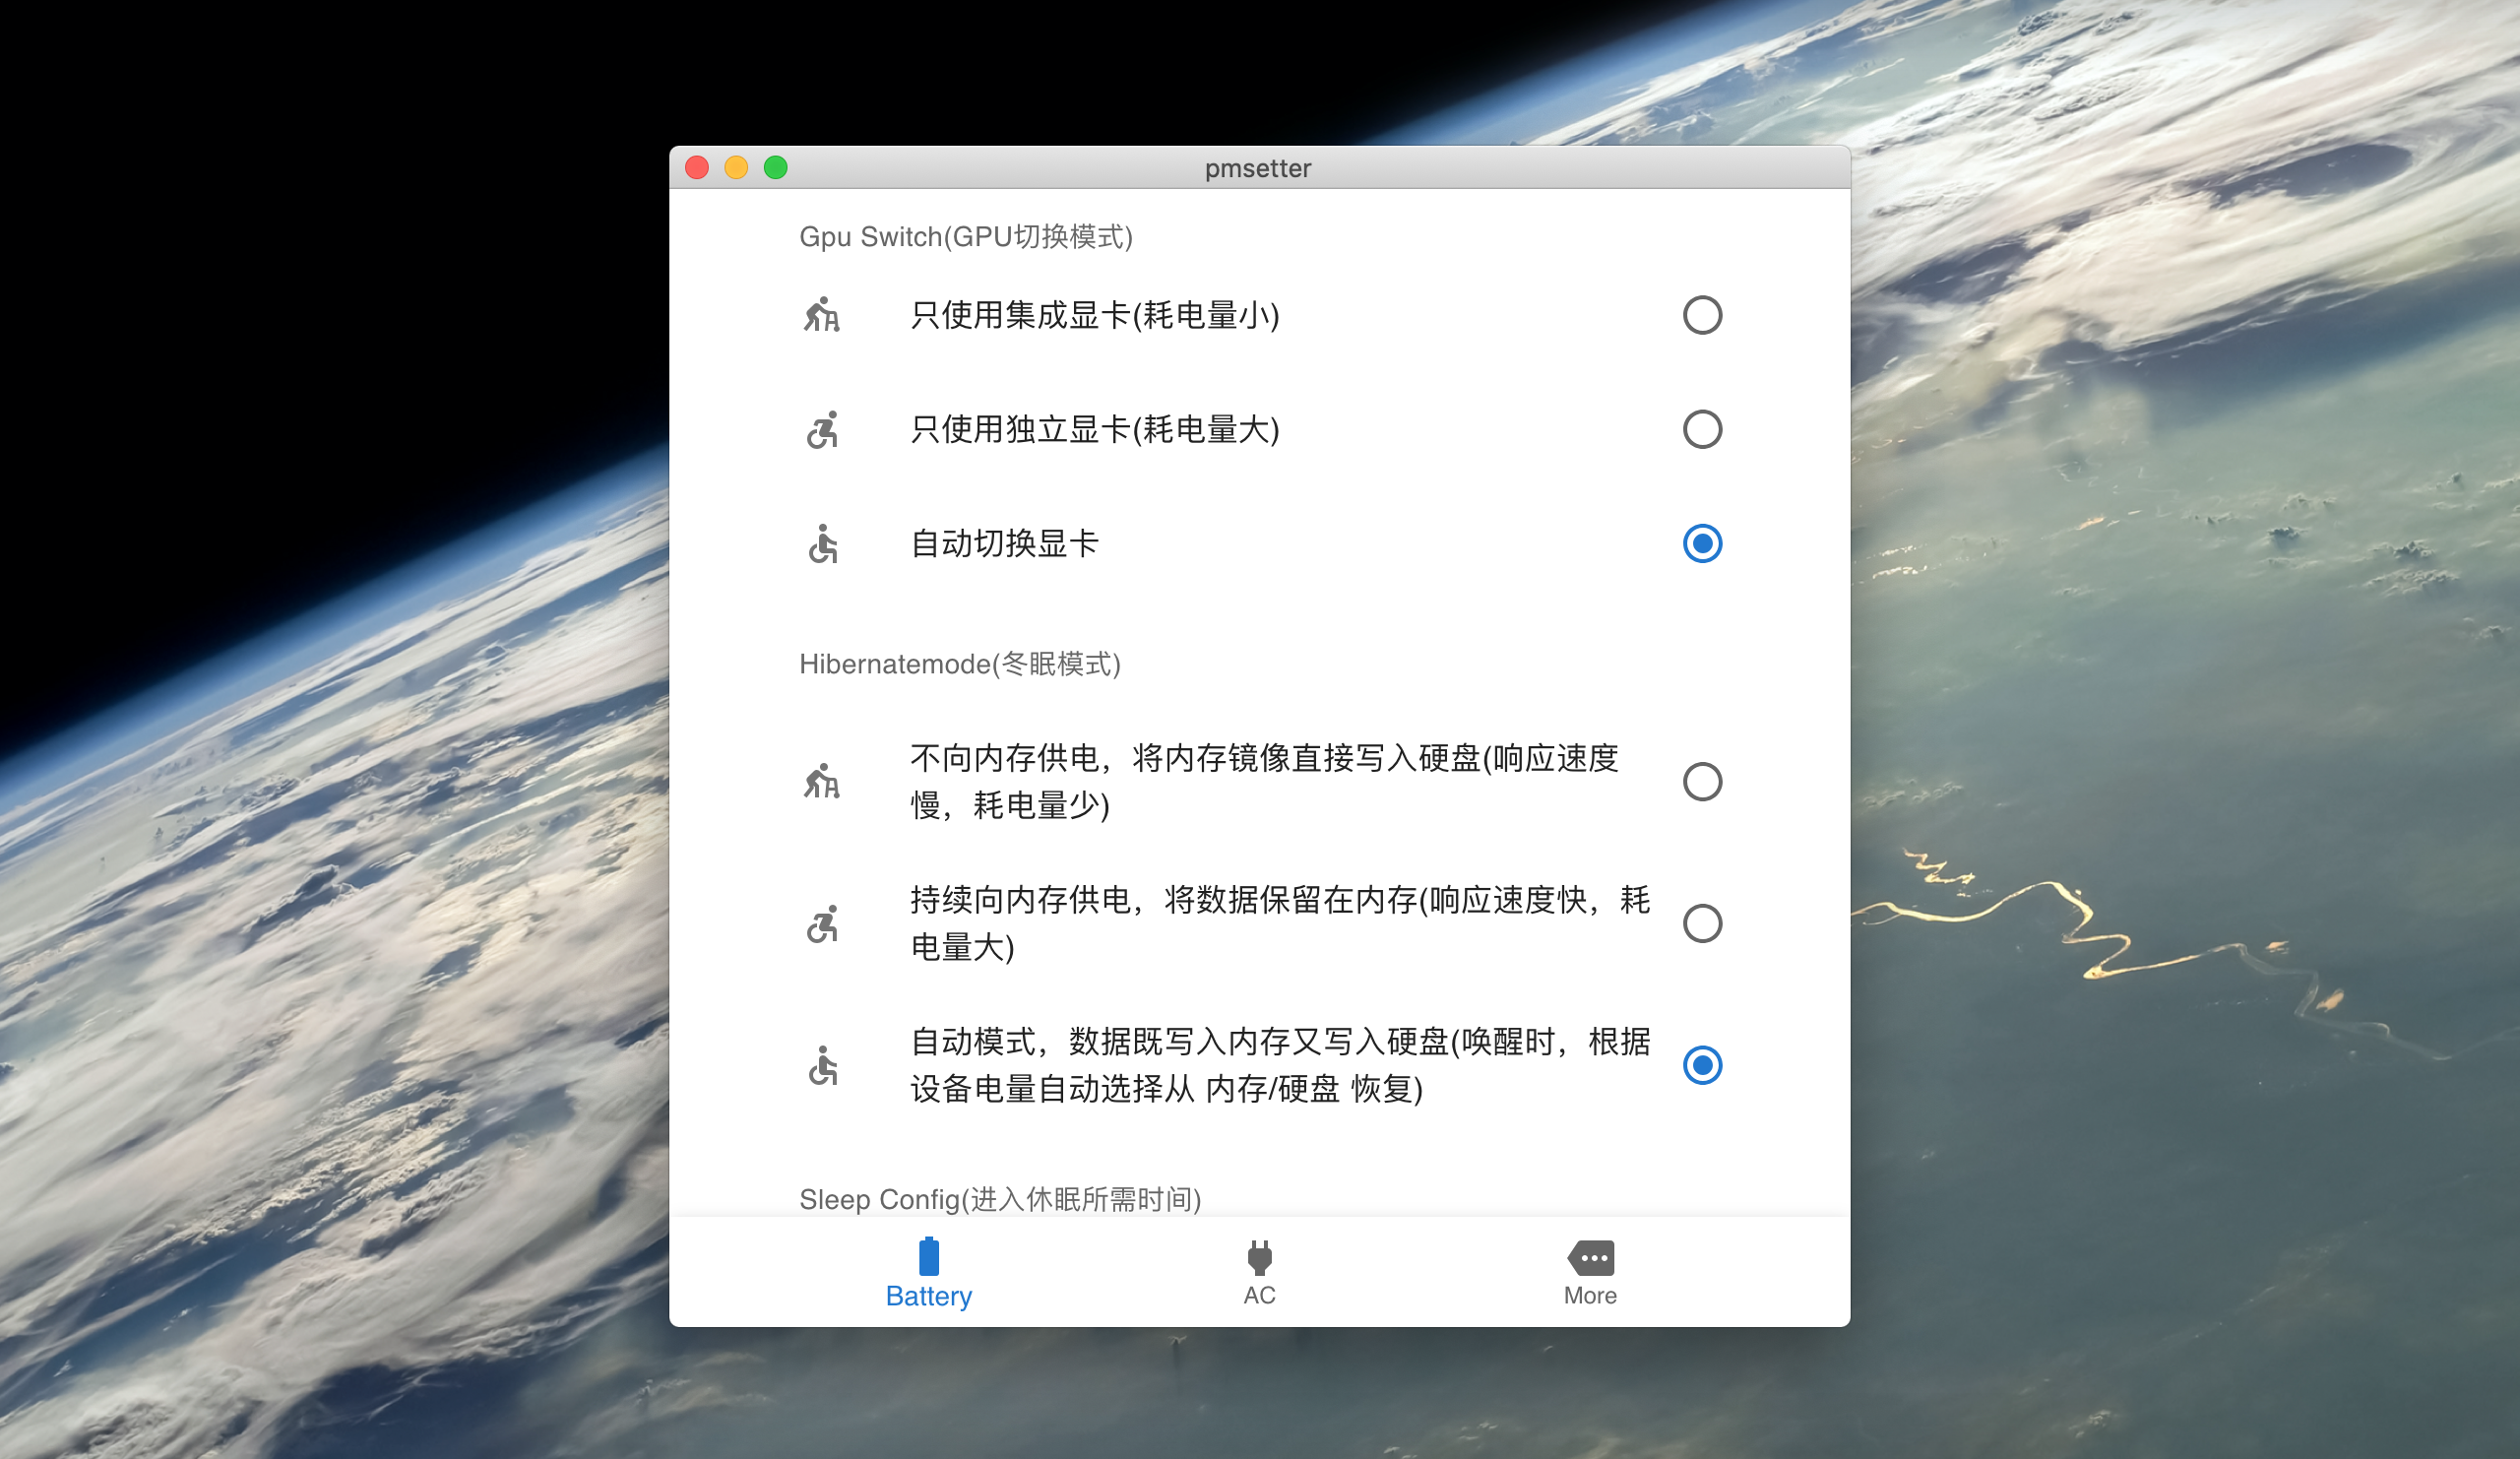 pmsetter
Gpu Switch(GPU切换模式)
只使用集成显卡(耗电量小)
只使用独立显卡(耗电量大)
自动切换显卡
Hibernatemode(冬眠模式)
不向内存供电，将内存镜像直接写入硬盘(响应速度
慢，耗电量少)
持续向内存供电，将数据保留在内存(响应速度快，耗
电量大)
自动模式，数据既写入内存又写入硬盘(唤醒时，根据
设备电量自动选择从 内存/硬盘 恢复)
Sleep Config(进入休眠所需时间)
Battery
AC
More